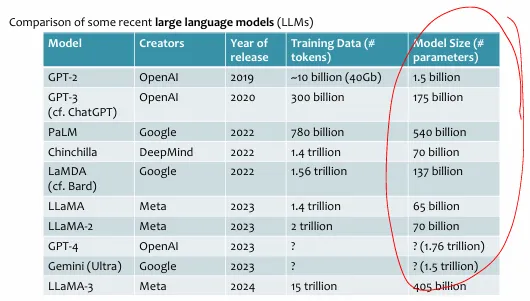 Comparison of some recent large language models (LLMs)
Model Creators Year of release Training Data (# tokens) Model Size (# parameters)
GPT-2 OpenAI 2019 ~10 billion (40Gb) 1.5 billion
GPT-3 (cf. ChatGPT) OpenAI 2020 300 billion 175 billion
PaLM Google 2022 780 billion 540 billion
Chinchilla DeepMind 2022 1.4 trillion 70 billion
LaMDA (cf. Bard) Google 2022 1.56 trillion 137 billion
LLaMA Meta 2023 1.4 trillion 65 billion
LLaMA-2 Meta 2023 2 trillion 70 billion
GPT-4 OpenAI 2023 ? ? (1.76 trillion)
Gemini (Ultra) Google 2023 ? ? (1.5 trillion)
LLaMA-3 Meta 2024 15 trillion 405 billion